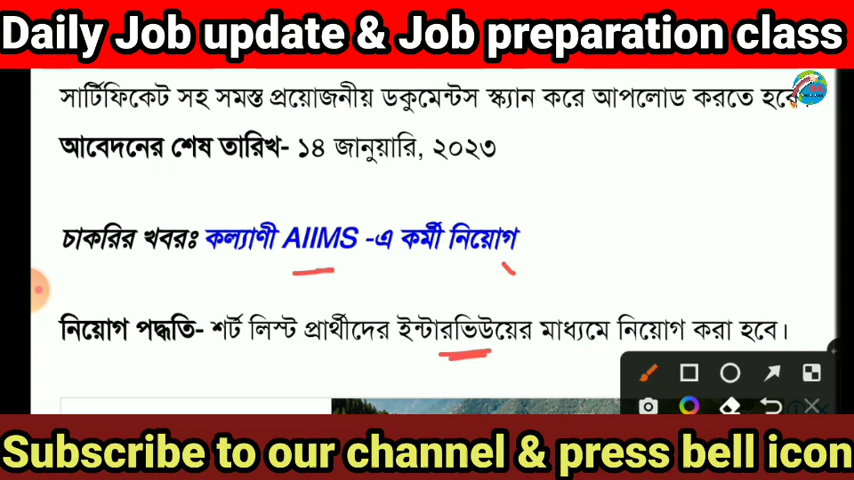 Daily Job update & Job preparation class
সার্টিফিকেট সহ সমস্ত প্রয়োজনীয় ডকুমেন্টস স্ক্যান করে আপলোড করতে হবে
আবেদনের শেষ তারিখ- ১৪ জানুয়ারি, ২০২৩
চাকরির খবরঃ কল্যাণী AIIMS -এ কর্মী নিয়োগ
নিয়োগ পদ্ধতি- শর্ট লিস্ট প্রার্থীদের ইন্টারভিউয়ের মাধ্যমে নিয়োগ করা হবে।
Subscribe to our channel & press bell icon